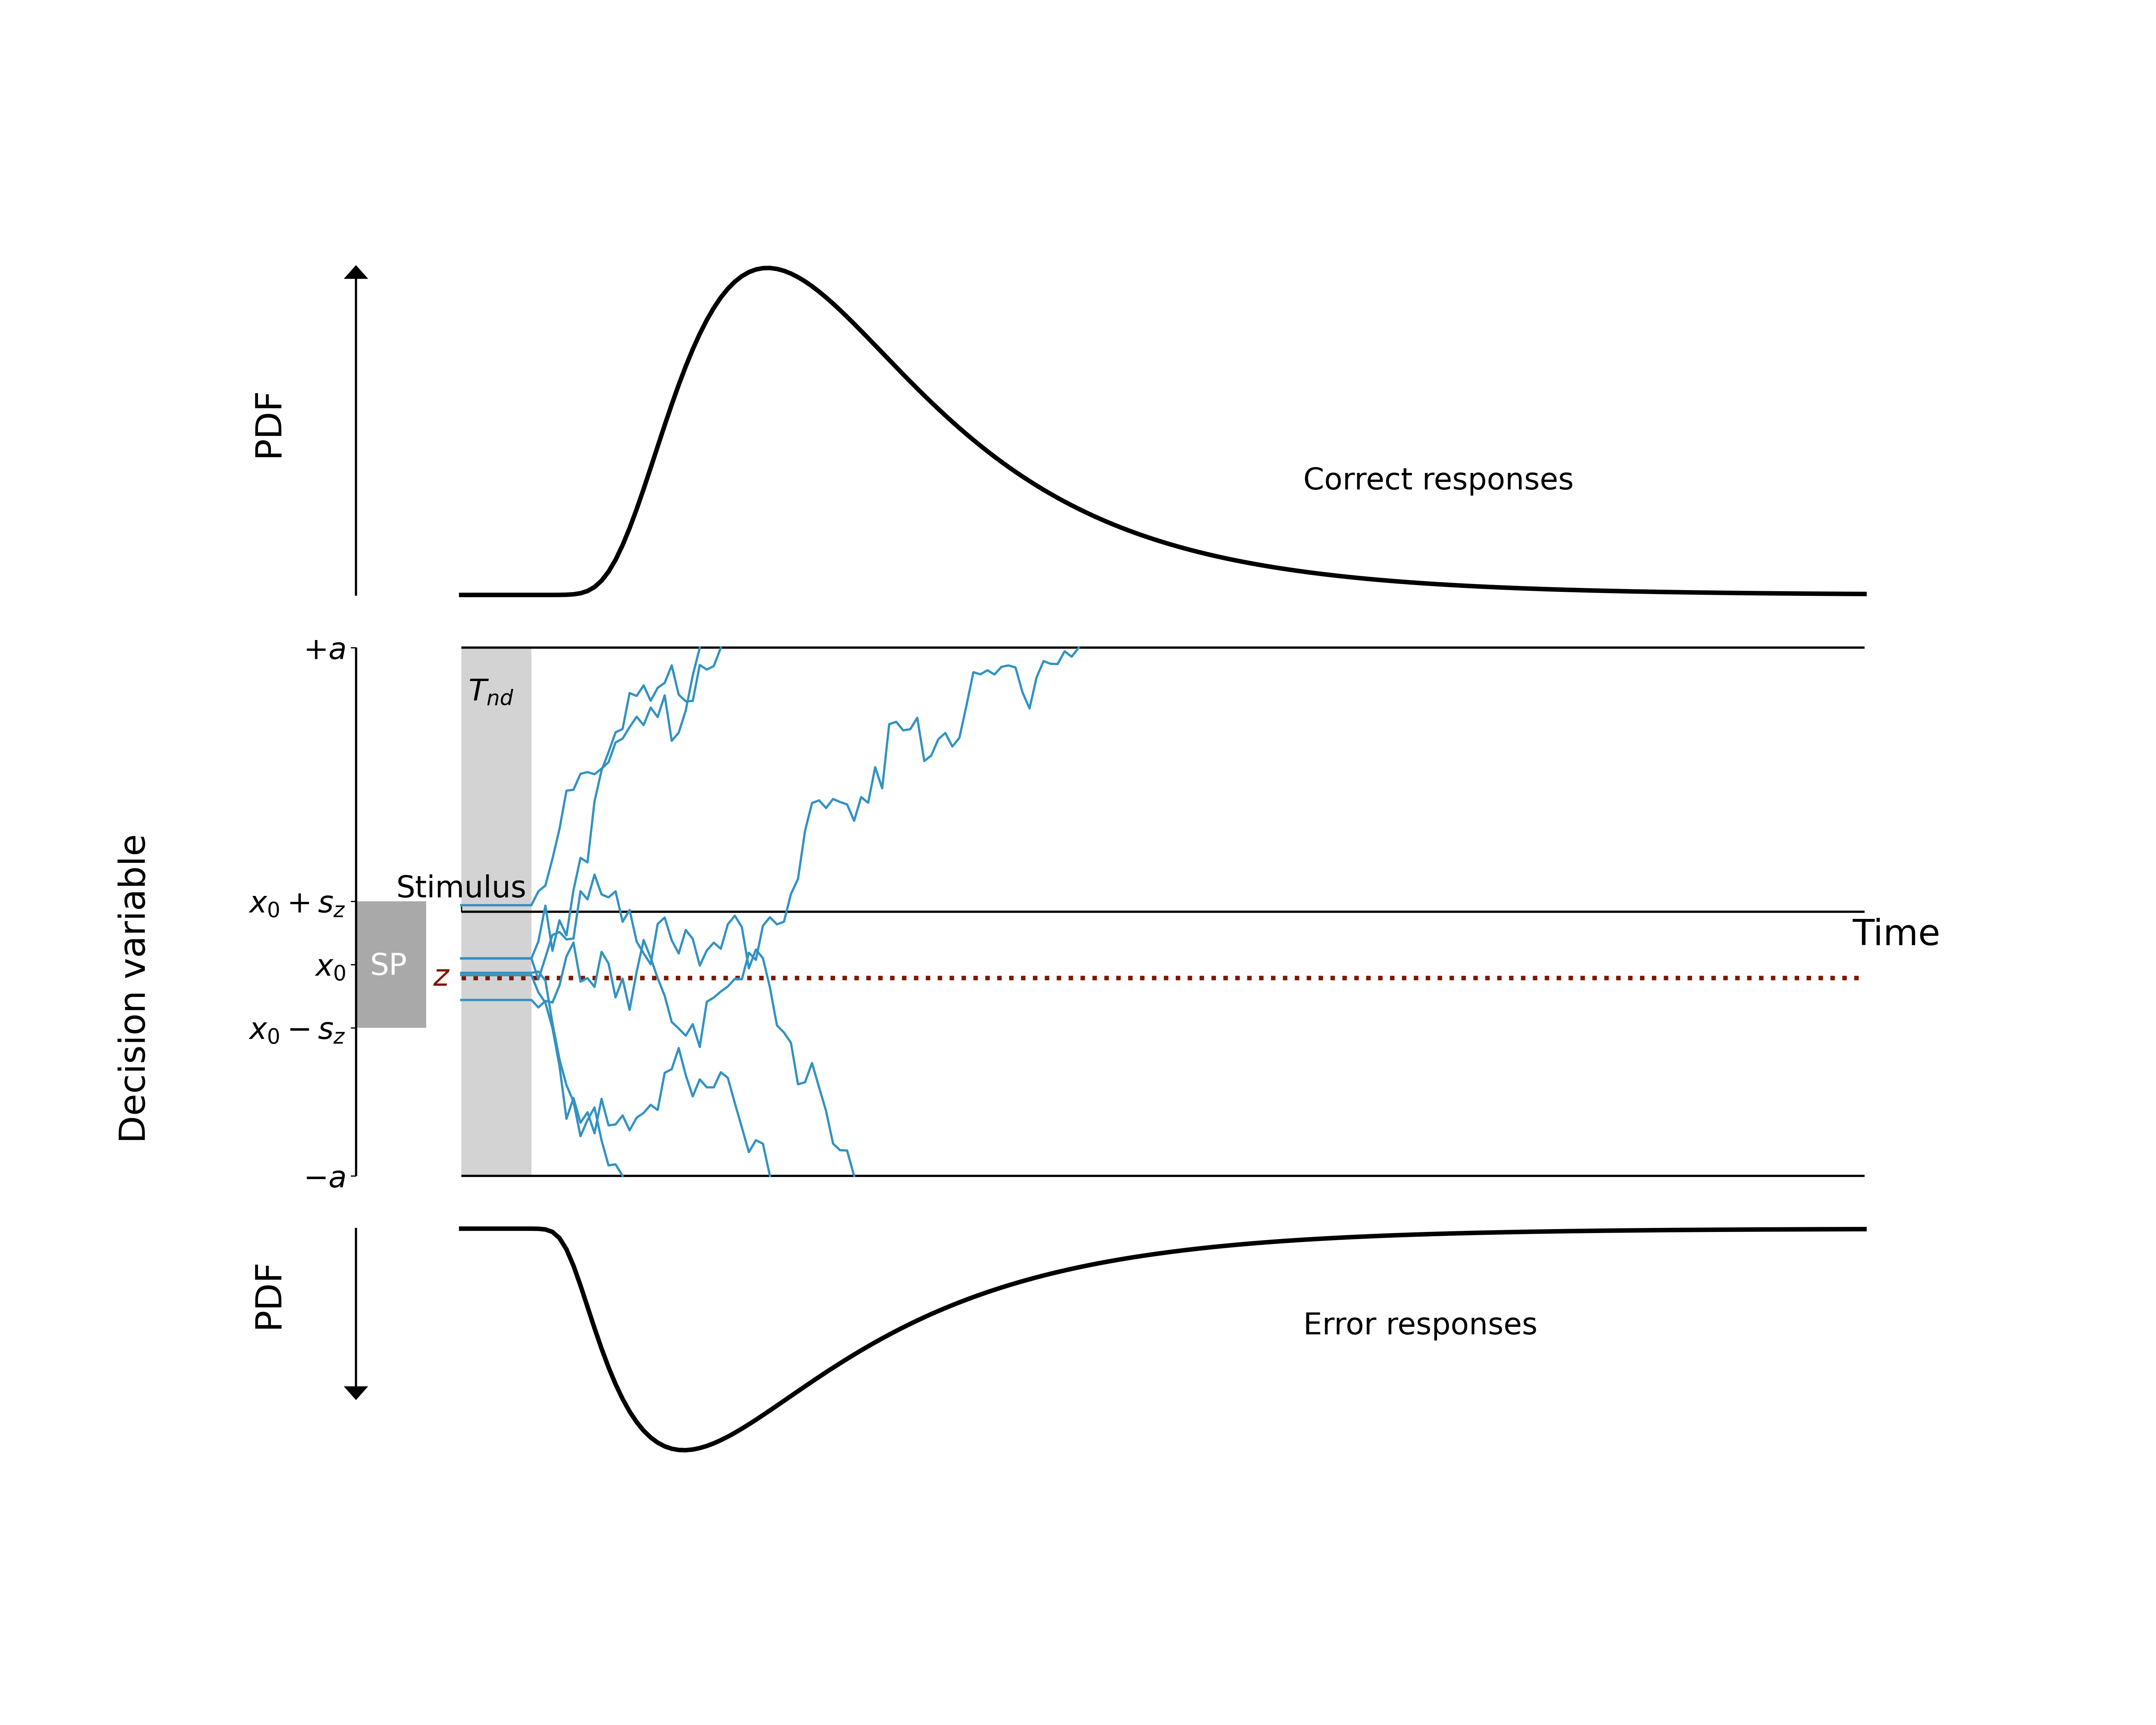 PDF
Correct responses
+a
T_nd
Stimulus
x_0 + s_z
Time
SP
x_0
z
x_0 − s_z
Decision variable
−a
PDF
Error responses